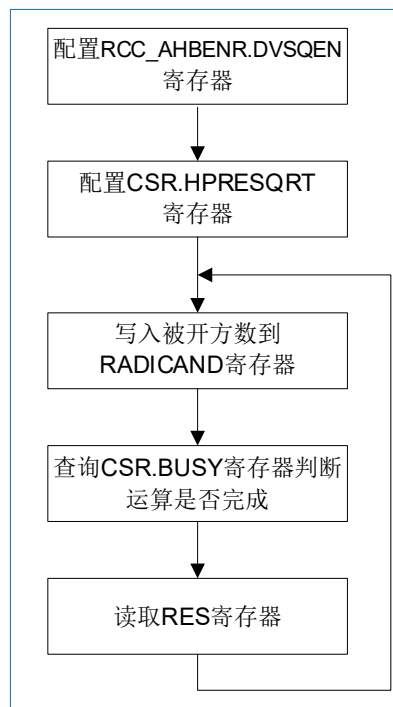 配置RCC_AHBENR.DVSQEN
寄存器
配置CSR.HPRESQRT
寄存器
写入被开方数到
RADICAND寄存器
查询CSR.BUSY寄存器判断
运算是否完成
读取RES寄存器